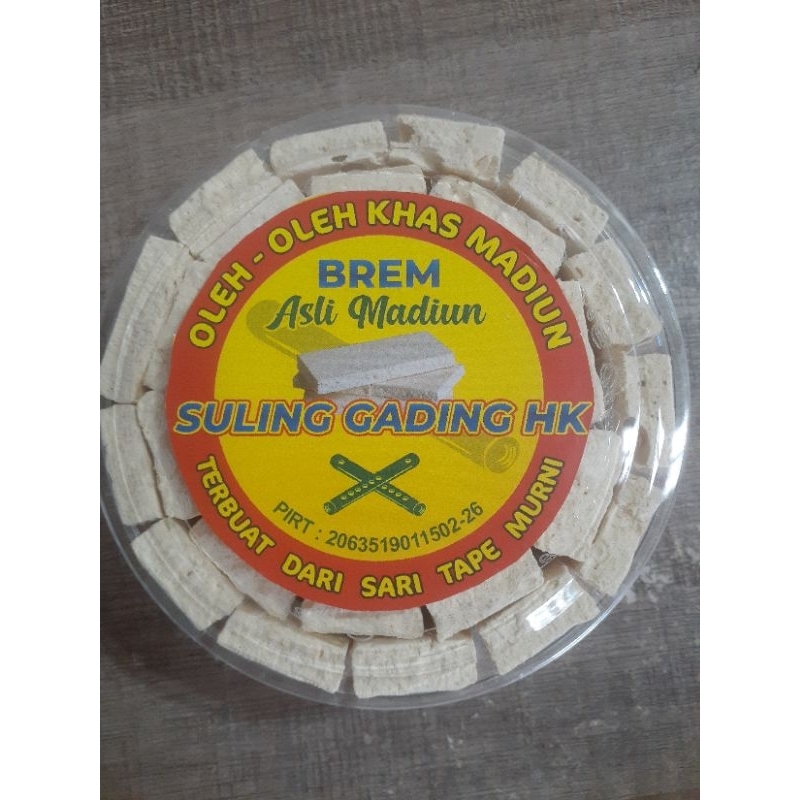 OLEH - OLEH KHAS MADIUN
BREM
Asli Madiun
SULING GADING HK
PIRT : 2063519011502-26
TERBUAT DARI SARI TAPE MURNI